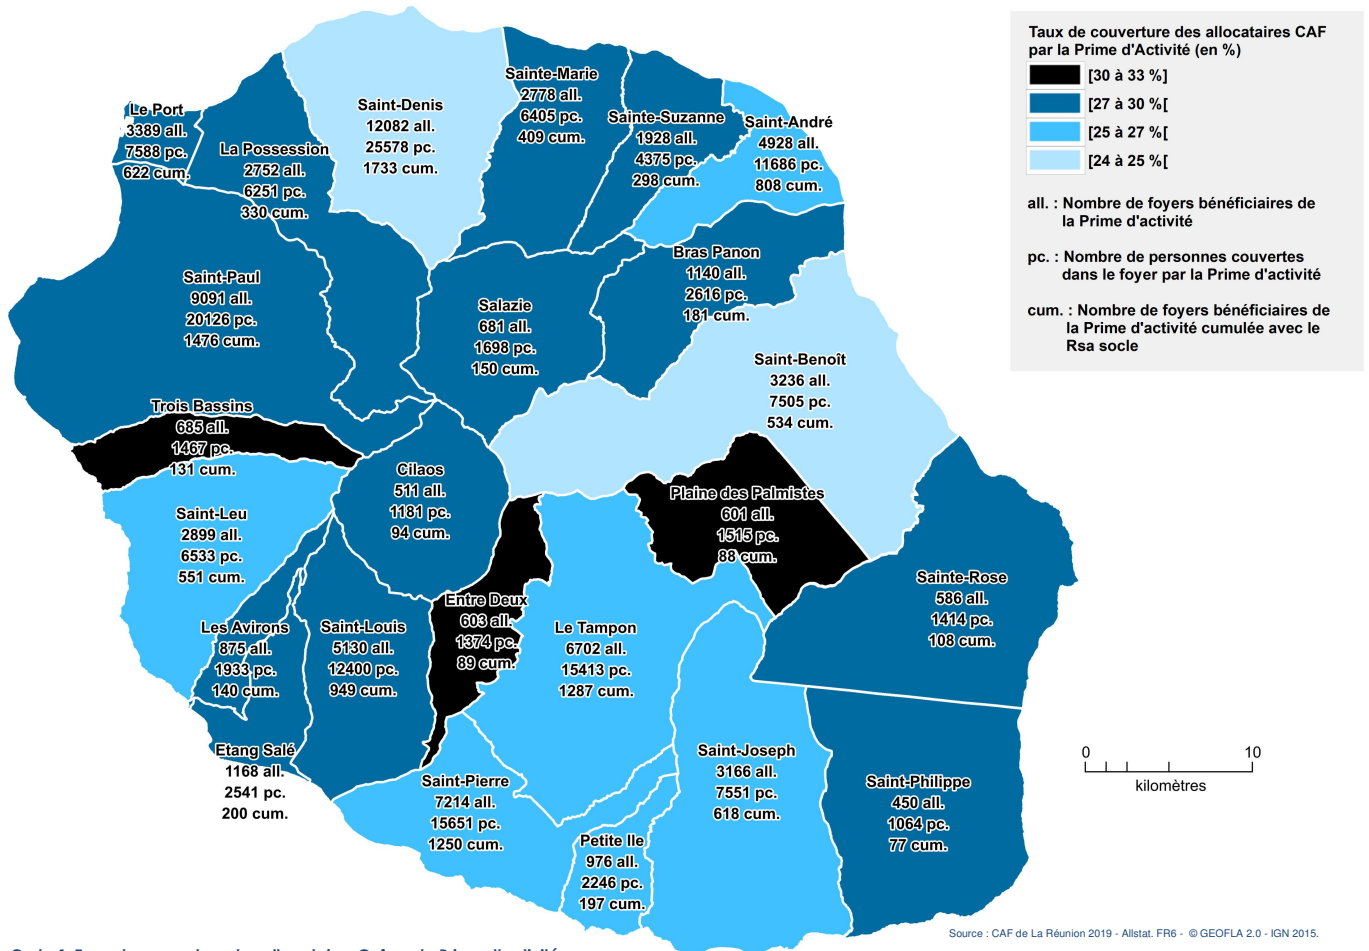 Taux de couverture des allocataires CAF
par la Prime d'Activité (en %)
[30 à 33 %[
[27 à 30 %[
[25 à 27 %[
[24 à 25 %[
all. : Nombre de foyers bénéficiaires de
la Prime d'activité
pc. : Nombre de personnes couvertes
dans le foyer par la Prime d'activité
cum. : Nombre de foyers bénéficiaires de
la Prime d'activité cumulée avec le
Rsa socle
Le Port
3389 all.
7588 pc.
622 cum.
La Possession
2752 all.
6251 pc.
330 cum.
Saint-Denis
12082 all.
25578 pc.
1733 cum.
Sainte-Marie
2778 all.
6405 pc.
409 cum.
Sainte-Suzanne
1928 all.
4375 pc.
298 cum.
Saint-André
4928 all.
11686 pc.
808 cum.
Saint-Paul
9091 all.
20126 pc.
1476 cum.
Salazie
681 all.
1698 pc.
150 cum.
Bras Panon
1140 all.
2616 pc.
181 cum.
Saint-Benoît
3236 all.
7505 pc.
534 cum.
Trois Bassins
685 all.
1467 pc.
131 cum.
Cilaos
511 all.
1181 pc.
94 cum.
Plaine des Palmistes
601 all.
1515 pc.
88 cum.
Saint-Leu
2899 all.
6533 pc.
551 cum.
Les Avirons
875 all.
1933 pc.
140 cum.
Saint-Louis
5130 all.
12400 pc.
949 cum.
Entre Deux
603 all.
1374 pc.
89 cum.
Le Tampon
6702 all.
15413 pc.
1287 cum.
Sainte-Rose
586 all.
1414 pc.
108 cum.
Etang Salé
1168 all.
2541 pc.
200 cum.
Saint-Pierre
7214 all.
15651 pc.
1250 cum.
Petite Ile
976 all.
2246 pc.
197 cum.
Saint-Joseph
3166 all.
7551 pc.
618 cum.
Saint-Philippe
450 all.
1064 pc.
77 cum.
0 10
kilomètres
Source : CAF de La Réunion 2019 - Allstat. FR6 - © GEOFLA 2.0 - IGN 2015.